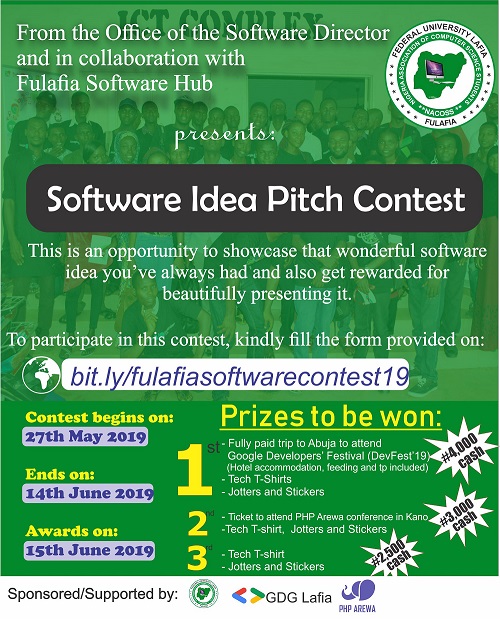 ICT COMPLEX
From the Office of the Software Director
and in collaboration with
Fulafia Software Hub
FEDERAL UNIVERSITY LAFIA
NIGERIA ASSOCIATION OF COMPUTER SCIENCE STUDENTS
**NACOSS**
FULAFIA
presents:
Software Idea Pitch Contest
This is an opportunity to showcase that wonderful software
idea you've always had and also get rewarded for
beautifully presenting it.
To participate in this contest, kindly fill the form provided on:
bit.ly/fulafiasoftwarecontest19
Contest begins on:
27th May 2019
Ends on:
14th June 2019
Awards on:
15th June 2019
Prizes to be won:
1st
- Fully paid trip to Abuja to attend
Google Developers' Festival (DevFest'19)
(Hotel accommodation, feeding and tp included)
- Tech T-Shirts
- Jotters and Stickers
#4,000
cash
2nd
- Ticket to attend PHP Arewa conference in Kano
-Tech T-shirt, Jotters and Stickers
#3,000
cash
3
- Tech T-shirt
- Jotters and Stickers
#2,500
cash
Sponsored/Supported by:
GDG Lafia
PHP AREWA